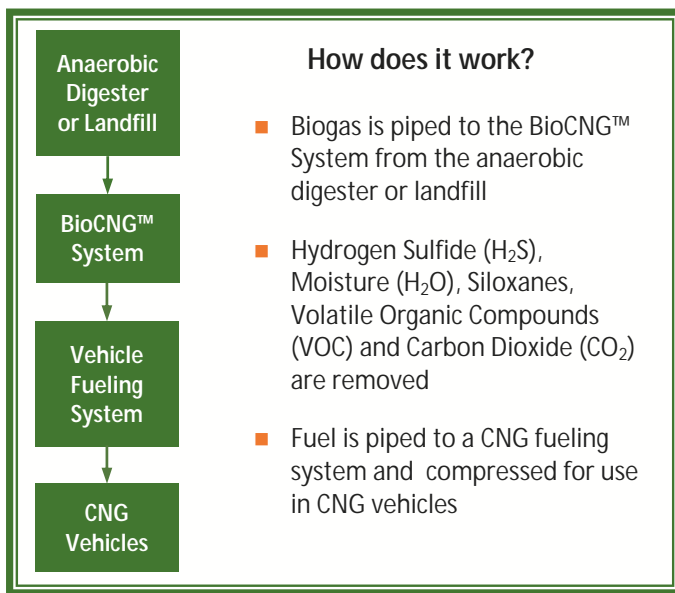 Anaerobic
Digester
or Landfill
BioCNG™
System
Vehicle
Fueling
System
CNG
Vehicles
How does it work?
Biogas is piped to the BioCNG™
System from the anaerobic
digester or landfill
Hydrogen Sulfide (H₂S),
Moisture (H₂O), Siloxanes,
Volatile Organic Compounds
(VOC) and Carbon Dioxide (CO₂)
are removed
Fuel is piped to a CNG fueling
system and compressed for use
in CNG vehicles